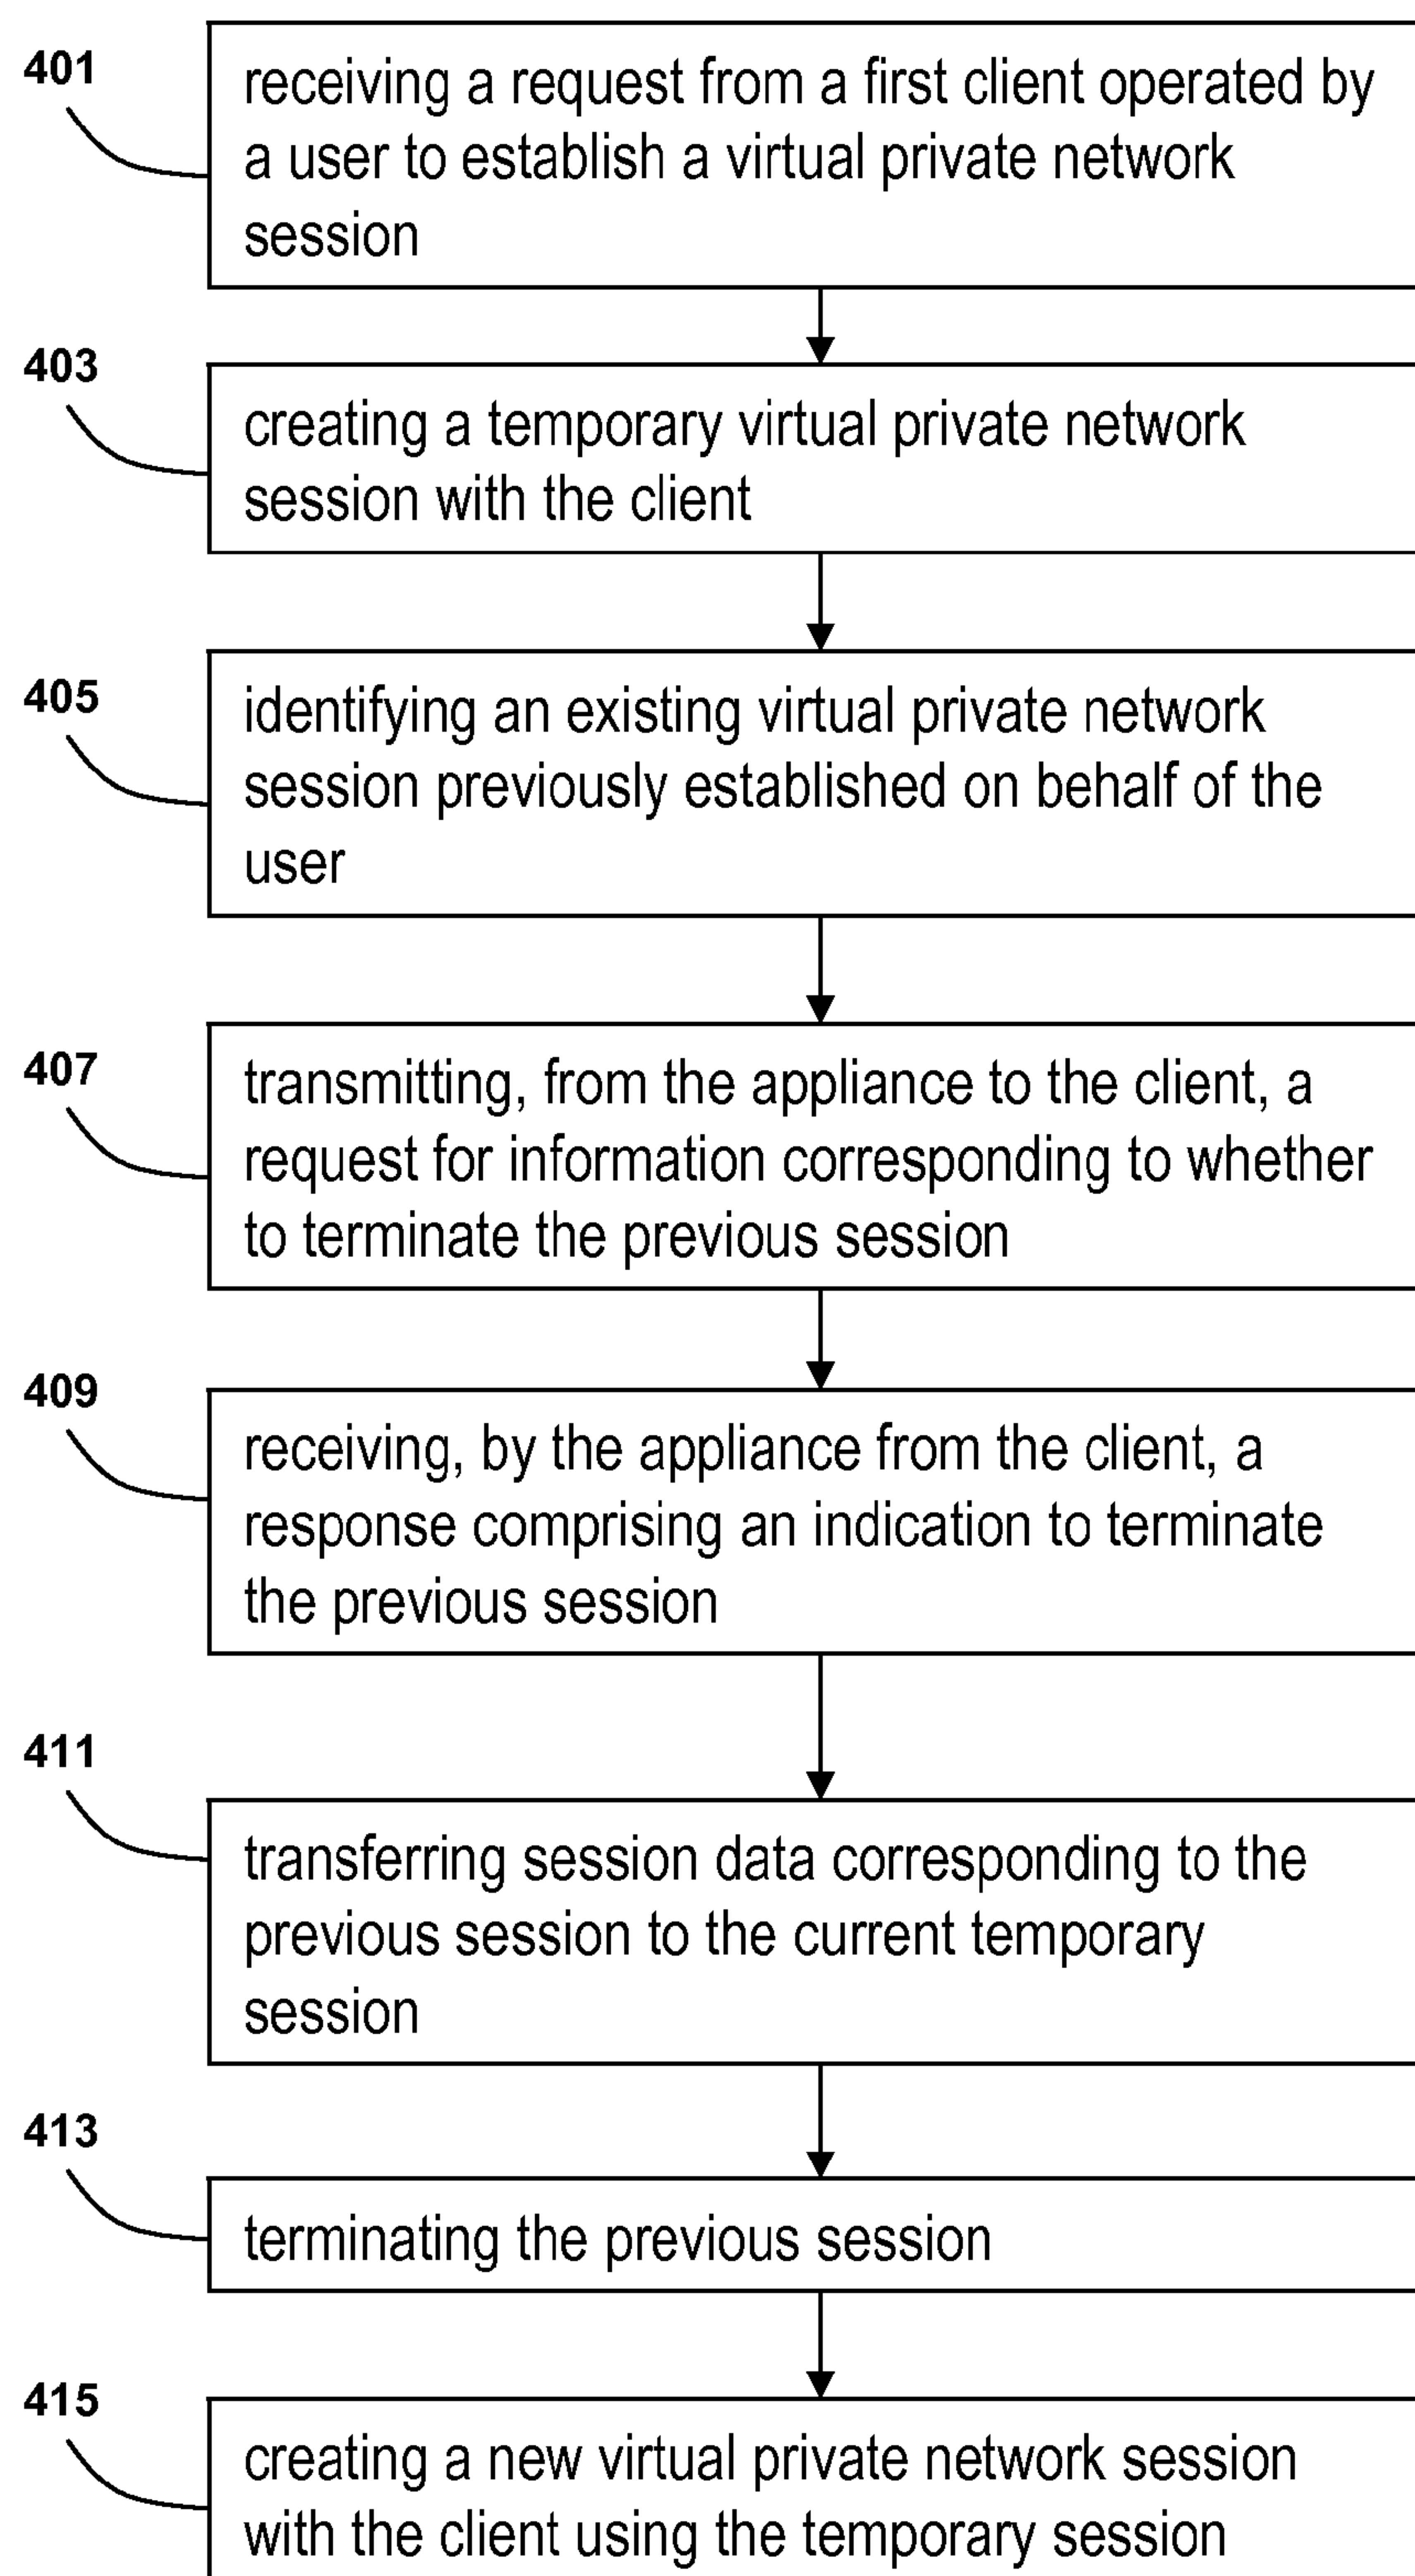 401
receiving a request from a first client operated by
a user to establish a virtual private network
session
403
creating a temporary virtual private network
session with the client
405
identifying an existing virtual private network
session previously established on behalf of the
user
407
transmitting, from the appliance to the client, a
request for information corresponding to whether
to terminate the previous session
409
receiving, by the appliance from the client, a
response comprising an indication to terminate
the previous session
411
transferring session data corresponding to the
previous session to the current temporary
session
413
terminating the previous session
415
creating a new virtual private network session
with the client using the temporary session